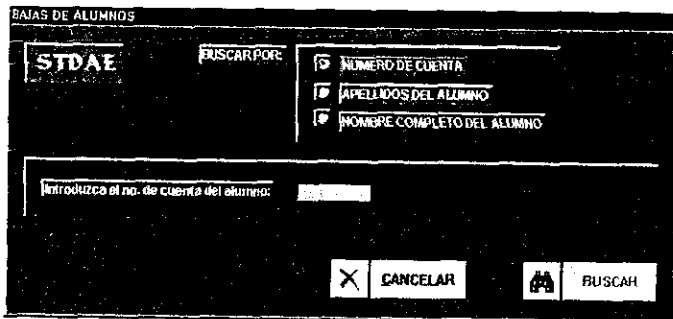 BAJAS DE ALUMNOS
STDAE
BUSCAR POR:
NUMERO DE CUENTA
APELLIDOS DEL ALUMNO
NOMBRE COMPLETO DEL ALUMNO
Introduzca el no. de cuenta del alumno:
CANCELAR
BUSCAR